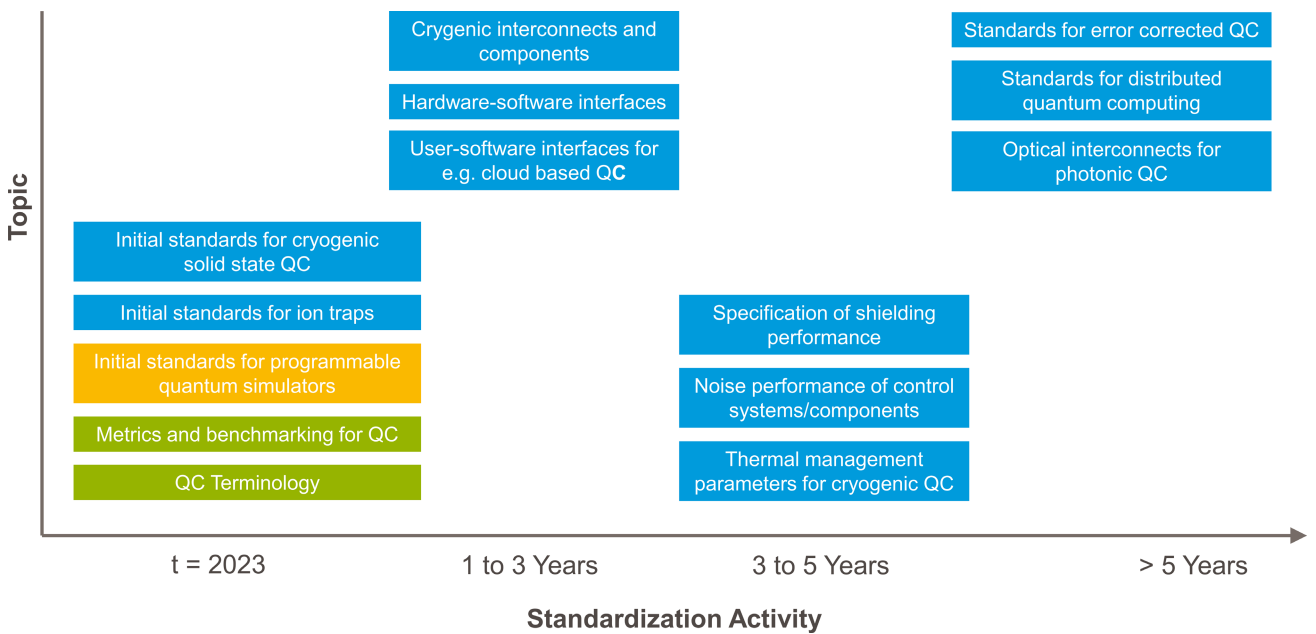 Topic
Crygenic interconnects and
components
Hardware-software interfaces
User-software interfaces for
e.g. cloud based QC
Standards for error corrected QC
Standards for distributed
quantum computing
Optical interconnects for
photonic QC
Initial standards for cryogenic
solid state QC
Initial standards for ion traps
Initial standards for programmable
quantum simulators
Metrics and benchmarking for QC
QC Terminology
Specification of shielding
performance
Noise performance of control
systems/components
Thermal management
parameters for cryogenic QC
t = 2023
1 to 3 Years
3 to 5 Years
> 5 Years
Standardization Activity